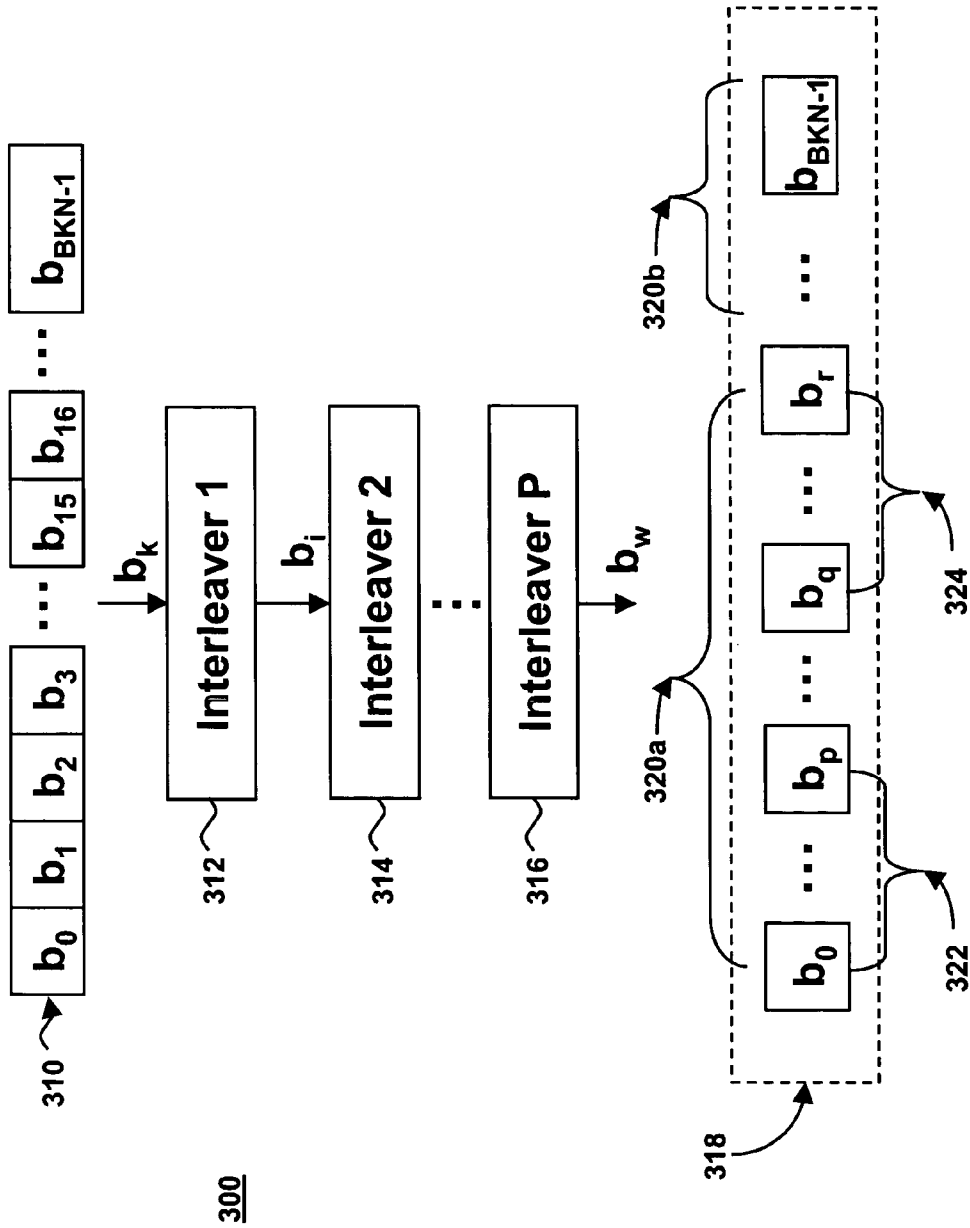 300
310
b0 b1 b2 b3 ... b15 b16 ... bBKN-1
bk
312
Interleaver 1
bi
314
Interleaver 2
...
316
Interleaver P
bw
320a
320b
318
b0 ... bp ... bq ... br ... bBKN-1
322
324